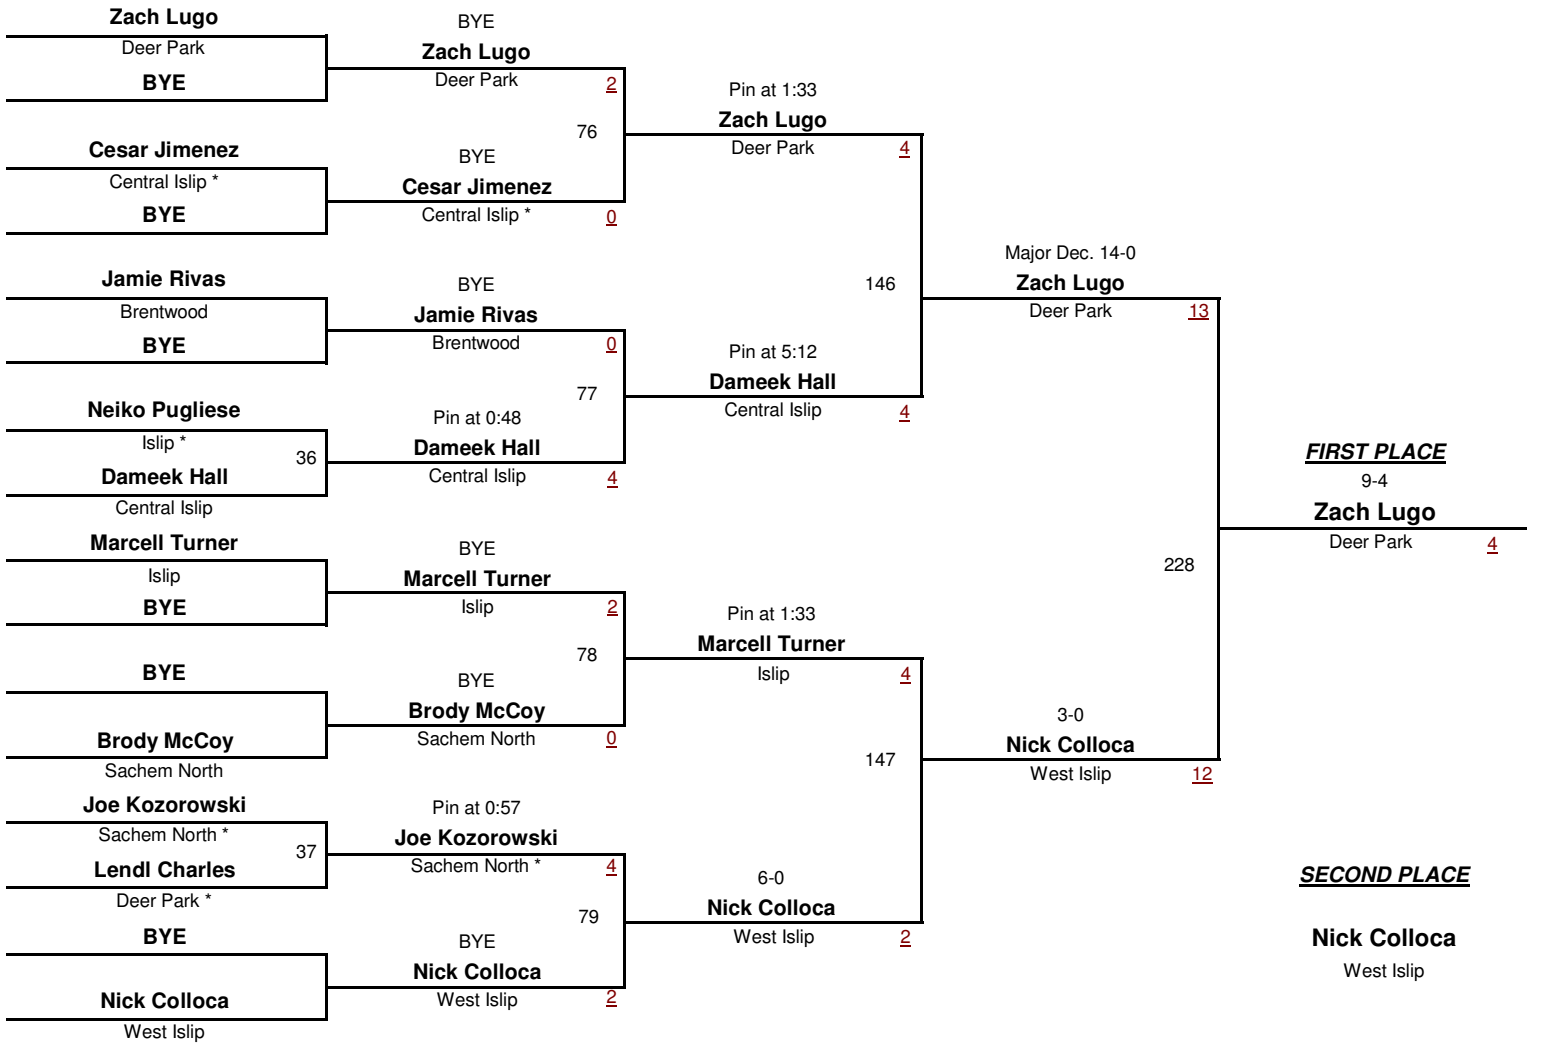 Zach Lugo
Deer Park
BYE
Cesar Jimenez
Central Islip *
BYE
Jamie Rivas
Brentwood
BYE
Neiko Pugliese
Islip *
36
Dameek Hall
Central Islip
Marcell Turner
Islip
BYE
BYE
Brody McCoy
Sachem North
Joe Kozorowski
Sachem North *
37
Lendl Charles
Deer Park *
BYE
Nick Colloca
West Islip
BYE
Zach Lugo
Deer Park
2
76
BYE
Cesar Jimenez
Central Islip *
0
BYE
Jamie Rivas
Brentwood
0
77
Pin at 0:48
Dameek Hall
Central Islip
4
BYE
Marcell Turner
Islip
2
78
BYE
Brody McCoy
Sachem North
0
Pin at 0:57
Joe Kozorowski
Sachem North *
4
79
BYE
Nick Colloca
West Islip
2
Pin at 1:33
Zach Lugo
Deer Park
4
146
Pin at 5:12
Dameek Hall
Central Islip
4
Pin at 1:33
Marcell Turner
Islip
4
147
6-0
Nick Colloca
West Islip
2
Major Dec. 14-0
Zach Lugo
Deer Park
13
228
3-0
Nick Colloca
West Islip
12
FIRST PLACE
9-4
Zach Lugo
Deer Park
4
SECOND PLACE
Nick Colloca
West Islip